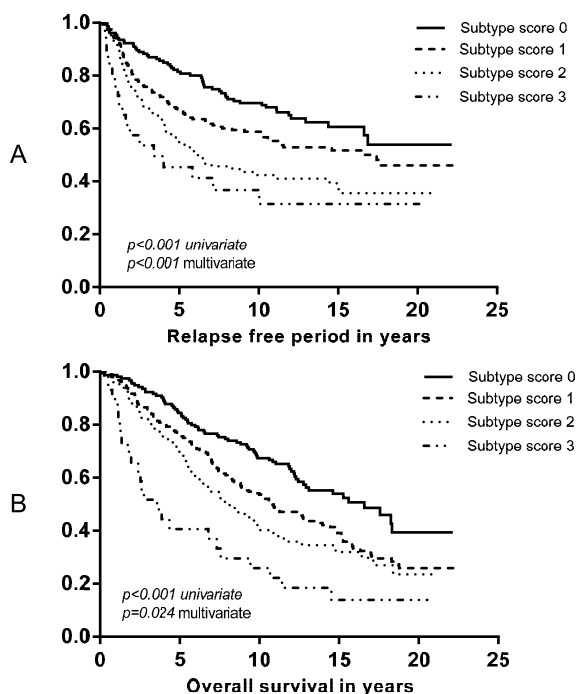 A
1.0
0.8
0.6
0.4
0.2
0.0
Subtype score 0
Subtype score 1
Subtype score 2
Subtype score 3
p<0.001 univariate
p<0.001 multivariate
0 5 10 15 20 25
Relapse free period in years
B
1.0
0.8
0.6
0.4
0.2
0.0
Subtype score 0
Subtype score 1
Subtype score 2
Subtype score 3
p<0.001 univariate
p=0.024 multivariate
0 5 10 15 20 25
Overall survival in years